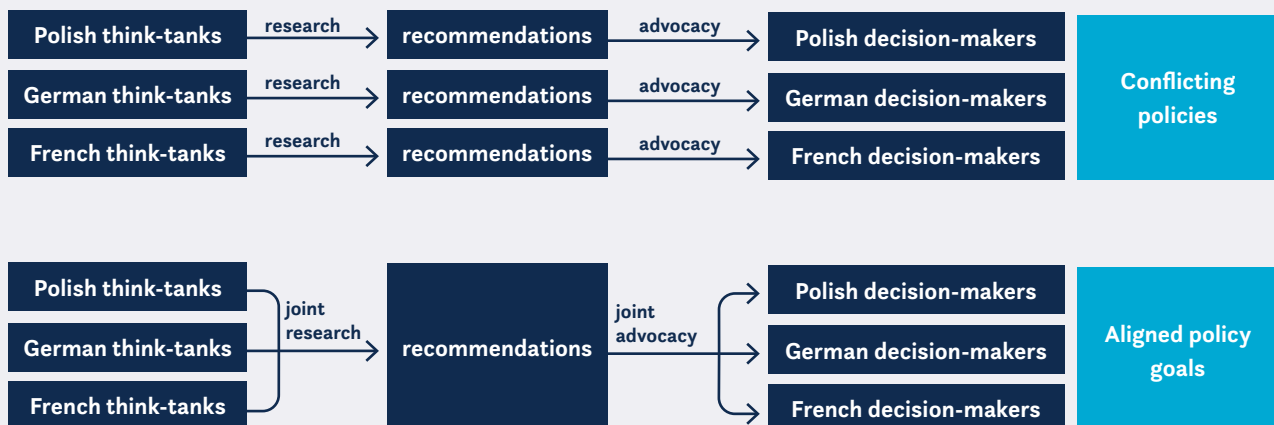 Polish think-tanks
research
recommendations
advocacy
Polish decision-makers
German think-tanks
research
recommendations
advocacy
German decision-makers
French think-tanks
research
recommendations
advocacy
French decision-makers
Conflicting
policies
Polish think-tanks
German think-tanks
French think-tanks
joint
research
recommendations
joint
advocacy
Polish decision-makers
German decision-makers
French decision-makers
Aligned policy
goals